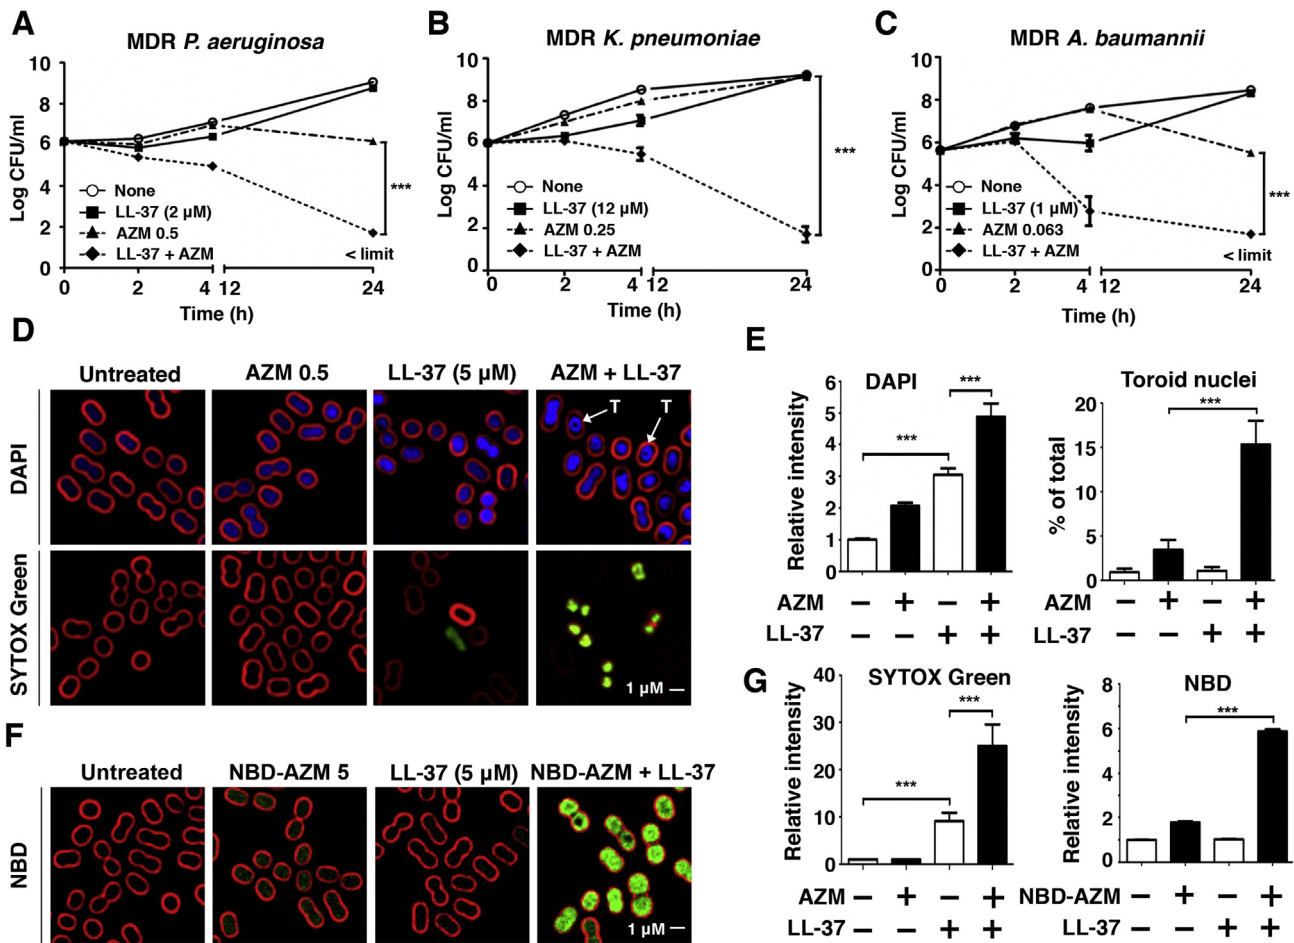 A
MDR P. aeruginosa
10
8
6
4
2
0
Log CFU/ml
None
LL-37 (2 µM)
AZM 0.5
LL-37 + AZM
***
< limit
0 2 4 12 24
Time (h)
B
MDR K. pneumoniae
10
8
6
4
2
0
Log CFU/ml
None
LL-37 (12 µM)
AZM 0.25
LL-37 + AZM
***
0 2 4 12 24
Time (h)
C
MDR A. baumannii
10
8
6
4
2
0
Log CFU/ml
None
LL-37 (1 µM)
AZM 0.063
LL-37 + AZM
***
< limit
0 2 4 12 24
Time (h)
D
Untreated AZM 0.5 LL-37 (5 µM) AZM + LL-37
DAPI
T T
SYTOX Green
1 µM
E
DAPI
6
5
4
3
2
1
0
Relative intensity
***
***
AZM − + − +
LL-37 − − + +
Toroid nuclei
20
15
10
5
0
% of total
***
AZM − + − +
LL-37 − − + +
F
Untreated NBD-AZM 5 LL-37 (5 µM) NBD-AZM + LL-37
NBD
1 µM
G
SYTOX Green
40
30
20
10
0
Relative intensity
***
***
AZM − + − +
LL-37 − − + +
NBD
8
6
4
2
0
Relative intensity
***
NBD-AZM − + − +
LL-37 − − + +